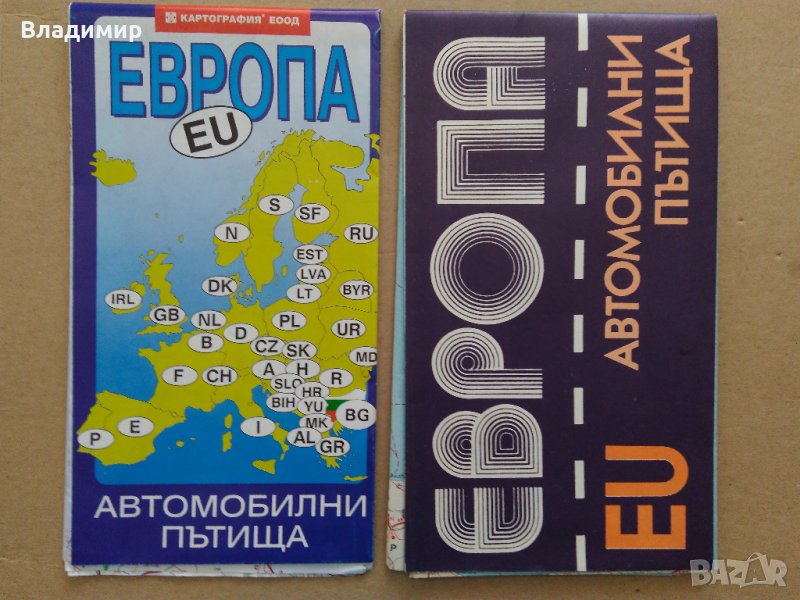 Владимир
КАРТОГРАФИЯ® ЕООД
ЕВРОПА
EU
S
SF
N
RU
EST
LVA
DK
LT
BYR
IRL
GB
NL
D
PL
UR
B
CZ
SK
MD
F
CH
A
H
R
SLO
HR
BIH
YU
BG
P
E
I
MK
AL
GR
АВТОМОБИЛНИ
ПЪТИЩА
ЕВРОПА
EU АВТОМОБИЛНИ
ПЪТИЩА
P
BAZAR